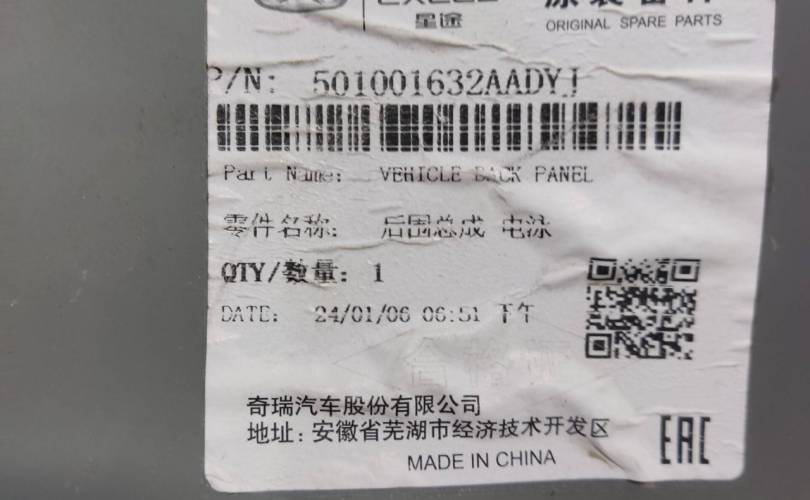 星途
ORIGINAL SPARE PARTS
P/N: 501001632AADYJ
Part Name: VEHICLE BACK PANEL
零件名称: 后围总成 电泳
QTY/数量: 1
DATE: 24/01/06 06:51 下午
合格
奇瑞汽车股份有限公司
地址:安徽省芜湖市经济技术开发区
EAC
MADE IN CHINA